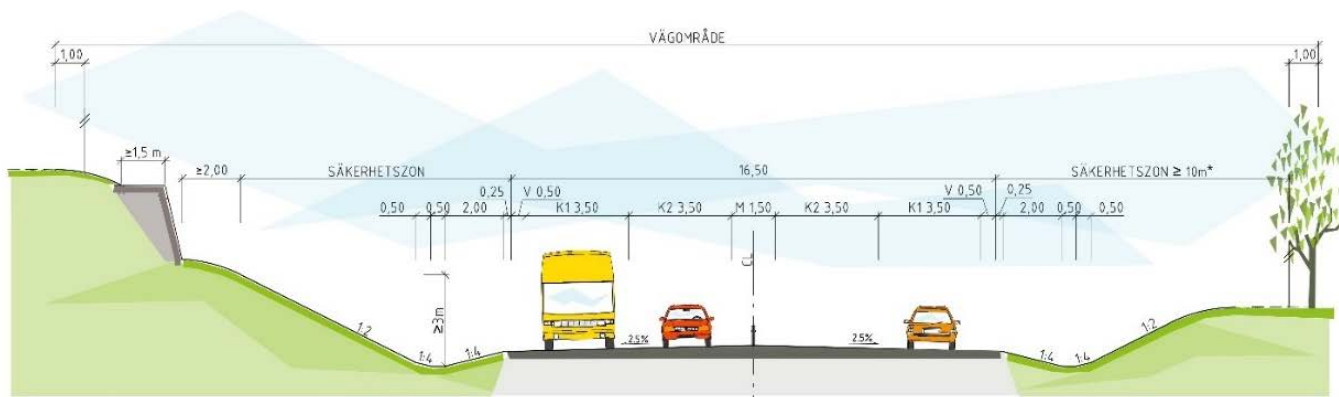 VÄGOMRÅDE
1,00
1,00
≥1,5 m
≥2,00 SÄKERHETSZON 16,50 SÄKERHETSZON ≥ 10m*
0,25 V 0,50 V 0,50 0,25
0,50 0,50 2,00 K1 3,50 K2 3,50 M 1,50 K2 3,50 K1 3,50 2,00 0,50 0,50
CL
≥3m
1:2
1:4
1:4
2.5%
2.5%
1:4
1:4
1:2